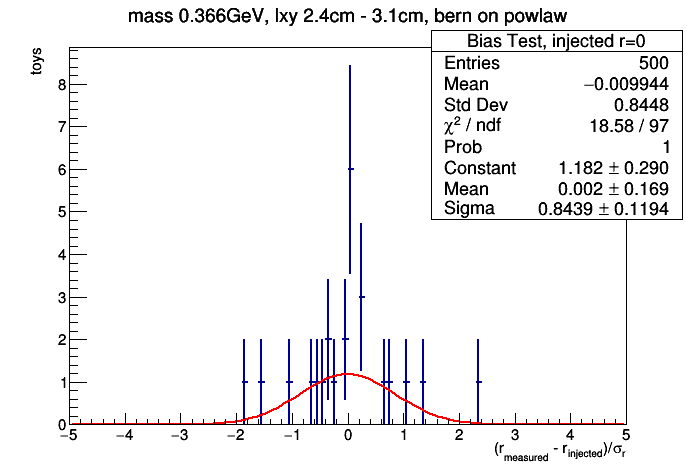 mass 0.366GeV, lxy 2.4cm - 3.1cm, bern on powlaw
toys
Bias Test, injected r=0
Entries 500
Mean −0.009944
Std Dev 0.8448
χ² / ndf 18.58 / 97
Prob 1
Constant 1.182 ± 0.290
Mean 0.002 ± 0.169
Sigma 0.8439 ± 0.1194
8
7
6
5
4
3
2
1
0
−5 −4 −3 −2 −1 0 1 2 3 4 5
(r_measured - r_injected)/σ_r